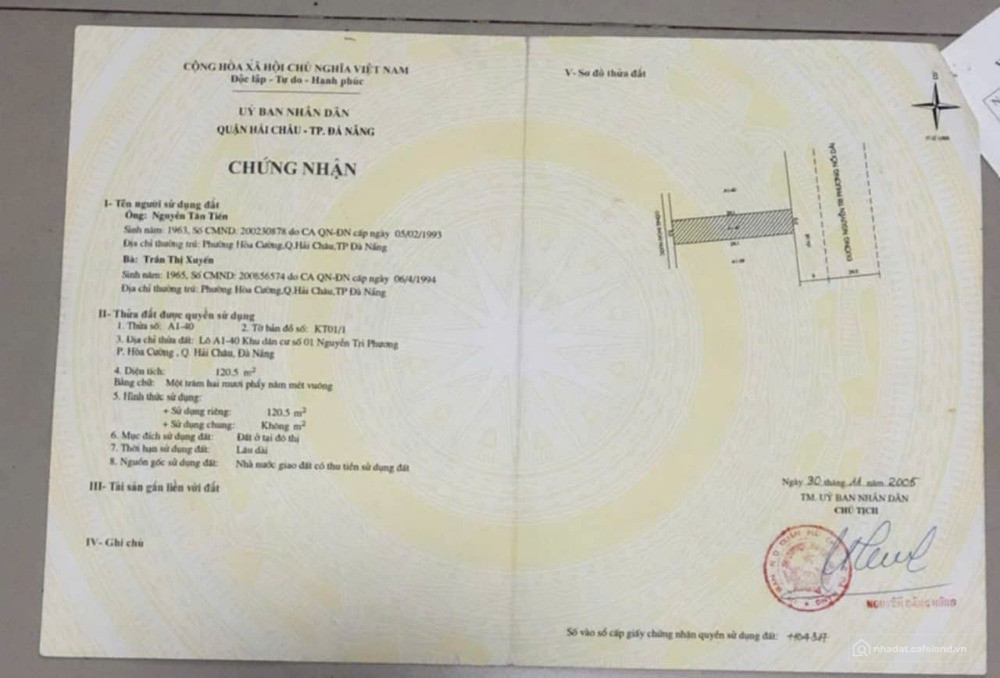 CỘNG HÒA XÃ HỘI CHỦ NGHĨA VIỆT NAM
Độc lập - Tự do - Hạnh phúc
UỶ BAN NHÂN DÂN
QUẬN HẢI CHÂU - TP. ĐÀ NẴNG
CHỨNG NHẬN
I- Tên người sử dụng đất
Ông: Nguyễn Tân Tiến
Sinh năm: 1963, Số CMND: 200230878 do CA QN-ĐN cấp ngày 05/02/1993
Địa chỉ thường trú: Phường Hòa Cường,Q.Hải Châu,TP Đà Nẵng
Bà: Trần Thị Xuyến
Sinh năm: 1965, Số CMND: 200856574 do CA QN-ĐN cấp ngày 06/4/1994
Địa chỉ thường trú: Phường Hòa Cường,Q.Hải Châu,TP Đà Nẵng
II- Thửa đất được quyền sử dụng
1. Thửa số: A1-40 2. Tờ bản đồ số: KT01/1
3. Địa chỉ thửa đất: Lô A1-40 Khu dân cư số 01 Nguyễn Tri Phương
P. Hòa Cường , Q. Hải Châu, Đà Nẵng
4. Diện tích: 120.5 m²
Bằng chữ: Một trăm hai mươi phẩy năm mét vuông
5. Hình thức sử dụng:
+ Sử dụng riêng: 120.5 m²
+ Sử dụng chung: Không m²
6. Mục đích sử dụng đất: Đất ở tại đô thị
7. Thời hạn sử dụng đất: Lâu dài
8. Nguồn gốc sử dụng đất: Nhà nước giao đất có thu tiền sử dụng đất
III- Tài sản gắn liền với đất
IV- Ghi chú
V- Sơ đồ thửa đất
B
ĐƯỜNG NGUYỄN TRI PHƯƠNG NỐI DÀI
Ngày 30 tháng 11 năm 2005
TM. UỶ BAN NHÂN DÂN
CHỦ TỊCH
NGUYỄN ĐĂNG HÙNG
Số vào sổ cấp giấy chứng nhận quyền sử dụng đất:
nhadat.cafeland.vn